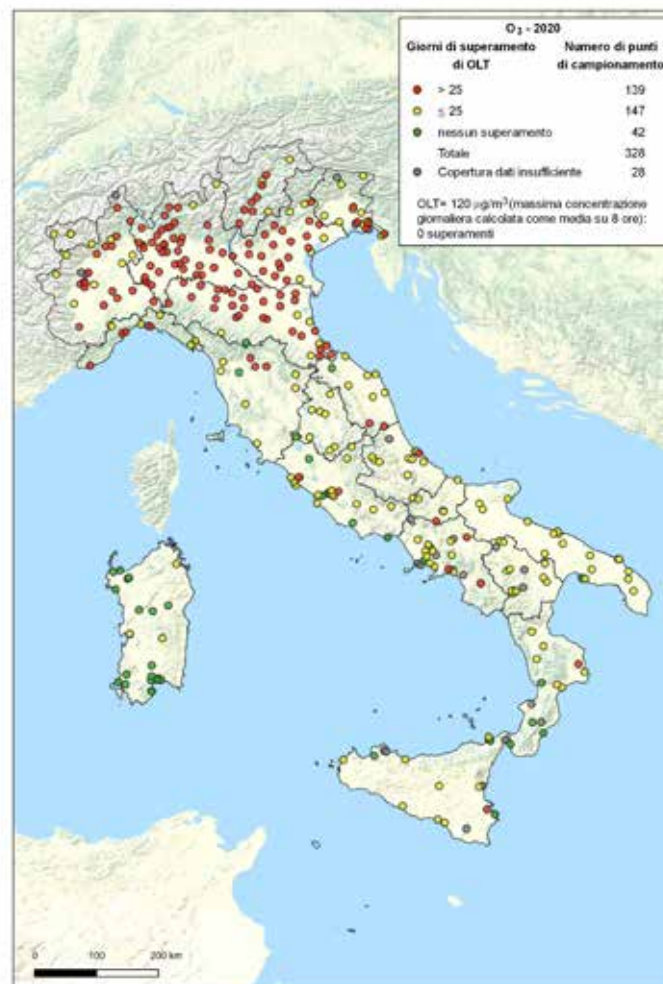 O₃ - 2020
Giorni di superamento Numero di punti
di OLT di campionamento
> 25 139
≤ 25 147
nessun superamento 42
Totale 328
Copertura dati insufficiente 28
OLT= 120 µg/m³(massima concentrazione
giornaliera calcolata come media su 8 ore):
0 superamenti
0 100 200 km